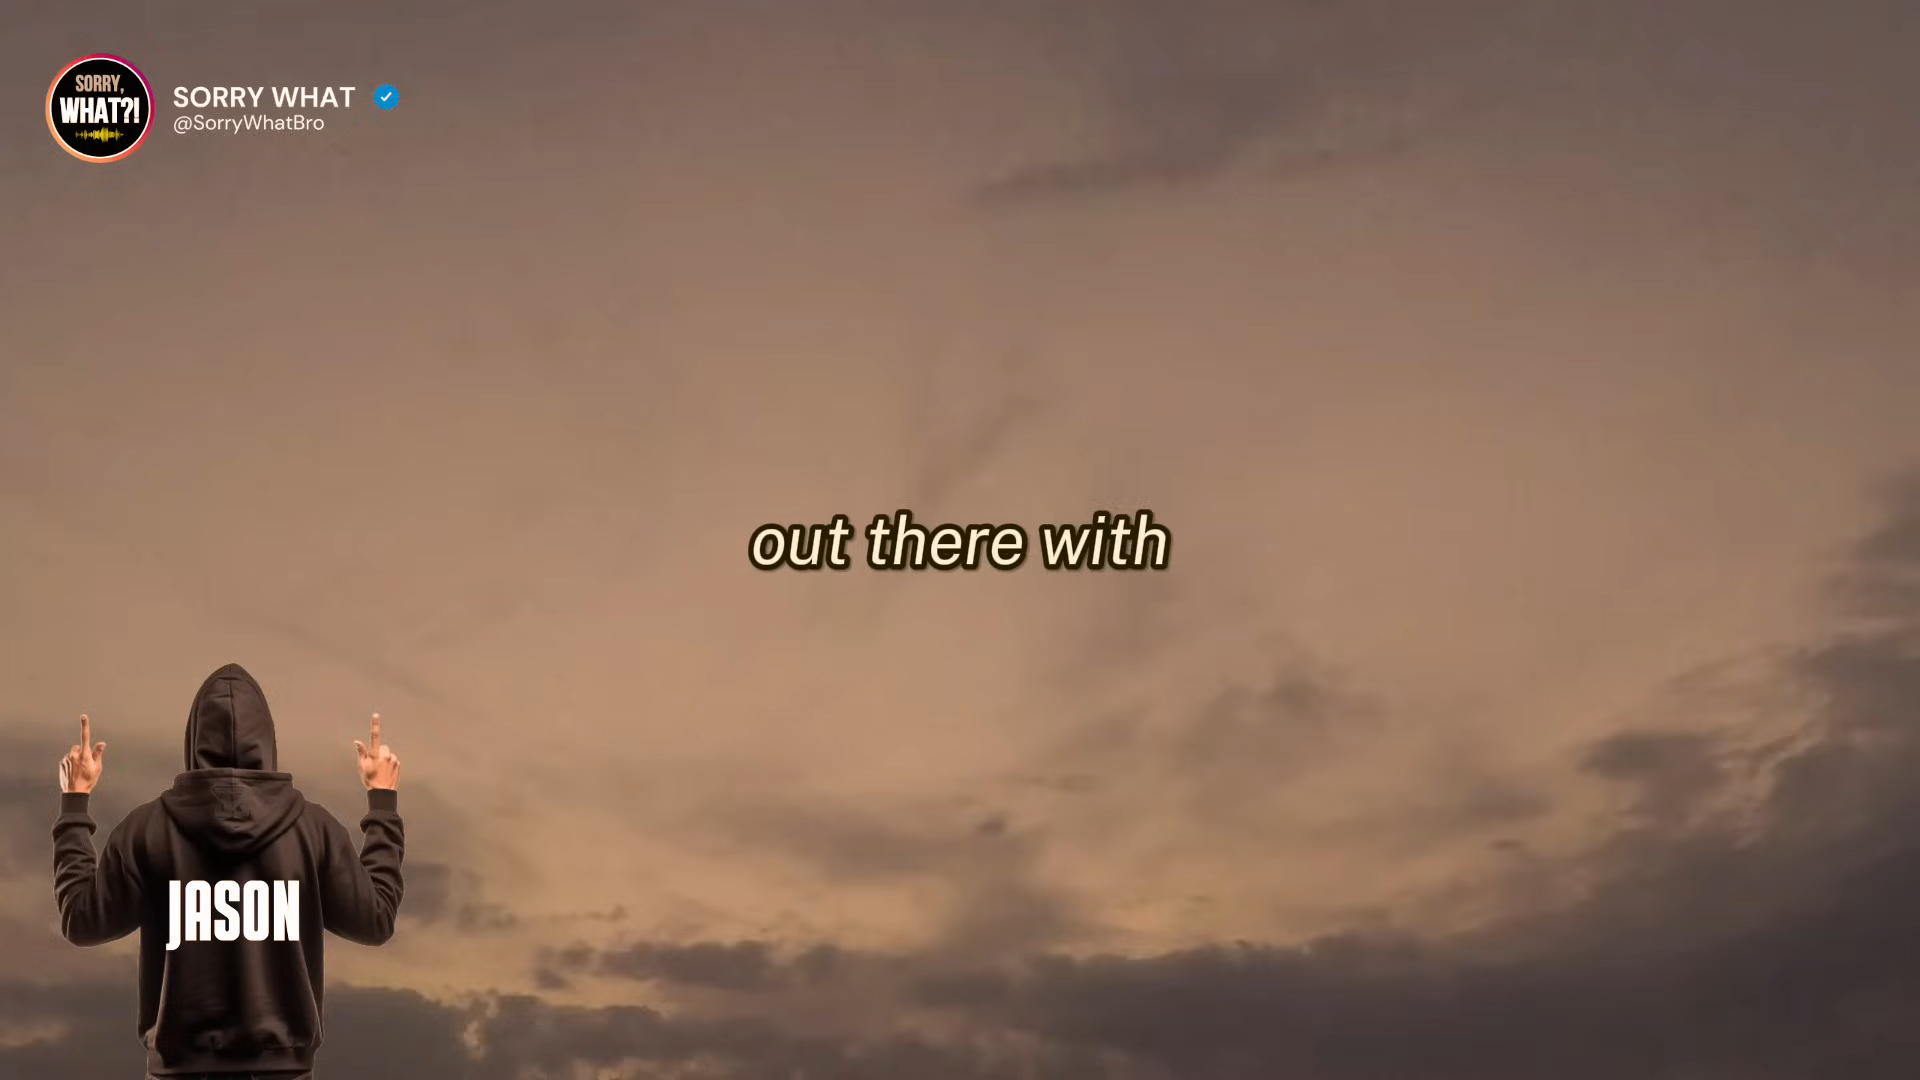 SORRY,
WHAT?!
SORRY WHAT
@SorryWhatBro
out there with
JASON